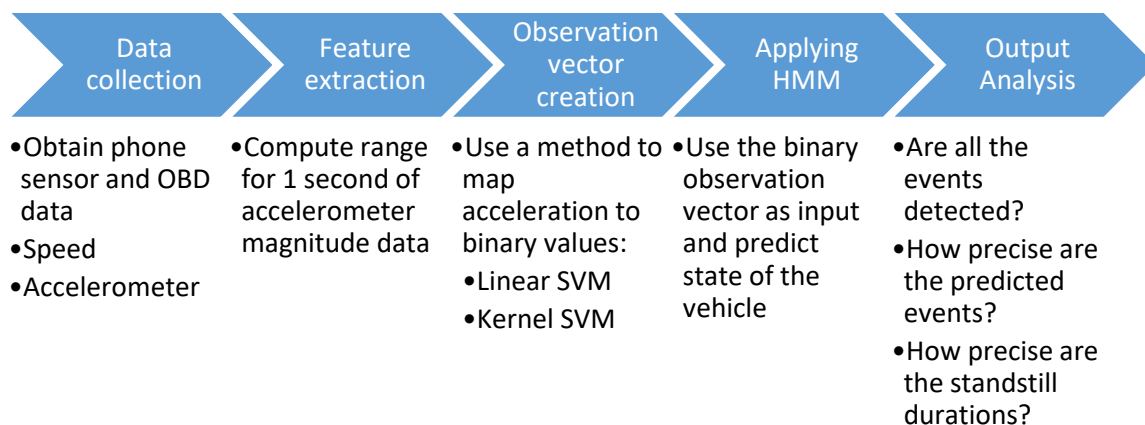 Data
collection
Feature
extraction
Observation
vector
creation
Applying
HMM
Output
Analysis
•Obtain phone
sensor and OBD
data
•Speed
•Accelerometer
•Compute range
for 1 second of
accelerometer
magnitude data
•Use a method to
map
acceleration to
binary values:
•Linear SVM
•Kernel SVM
•Use the binary
observation
vector as input
and predict
state of the
vehicle
•Are all the
events
detected?
•How precise are
the predicted
events?
•How precise are
the standstill
durations?